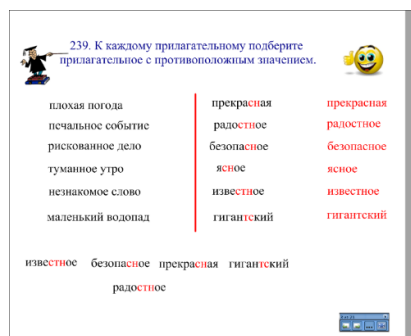 239. К каждому прилагательному подберите
прилагательное с противоположным значением.
плохая погода прекрасная прекрасная
печальное событие радостное радостное
рискованное дело безопасное безопасное
туманное утро ясное ясное
незнакомое слово известное известное
маленький водопад гигантский гигантский
известное безопасное прекрасная гигантский
радостное